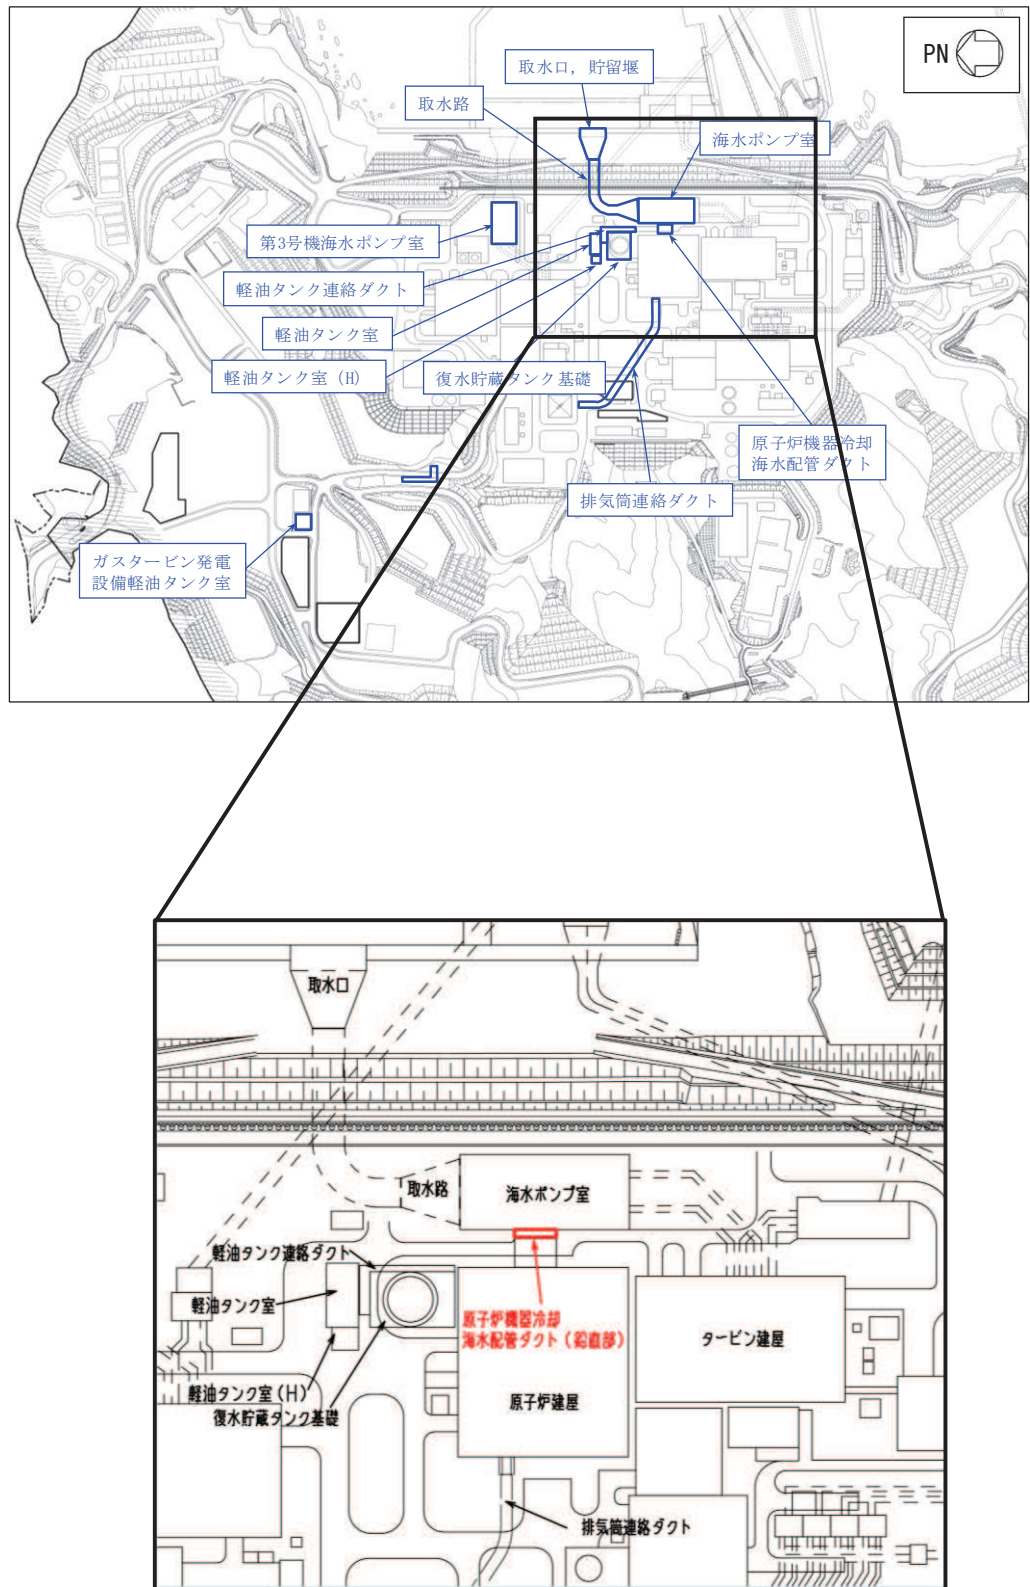 PN
取水口，貯留堰
取水路
海水ポンプ室
第3号機海水ポンプ室
軽油タンク連絡ダクト
軽油タンク室
軽油タンク室（H）
復水貯蔵タンク基礎
原子炉機器冷却
海水配管ダクト
排気筒連絡ダクト
ガスタービン発電
設備軽油タンク室
取水口
取水路
海水ポンプ室
軽油タンク連絡ダクト
軽油タンク室
原子炉機器冷却
海水配管ダクト（鉛直部）
タービン建屋
軽油タンク室（H）
復水貯蔵タンク基礎
原子炉建屋
排気筒連絡ダクト